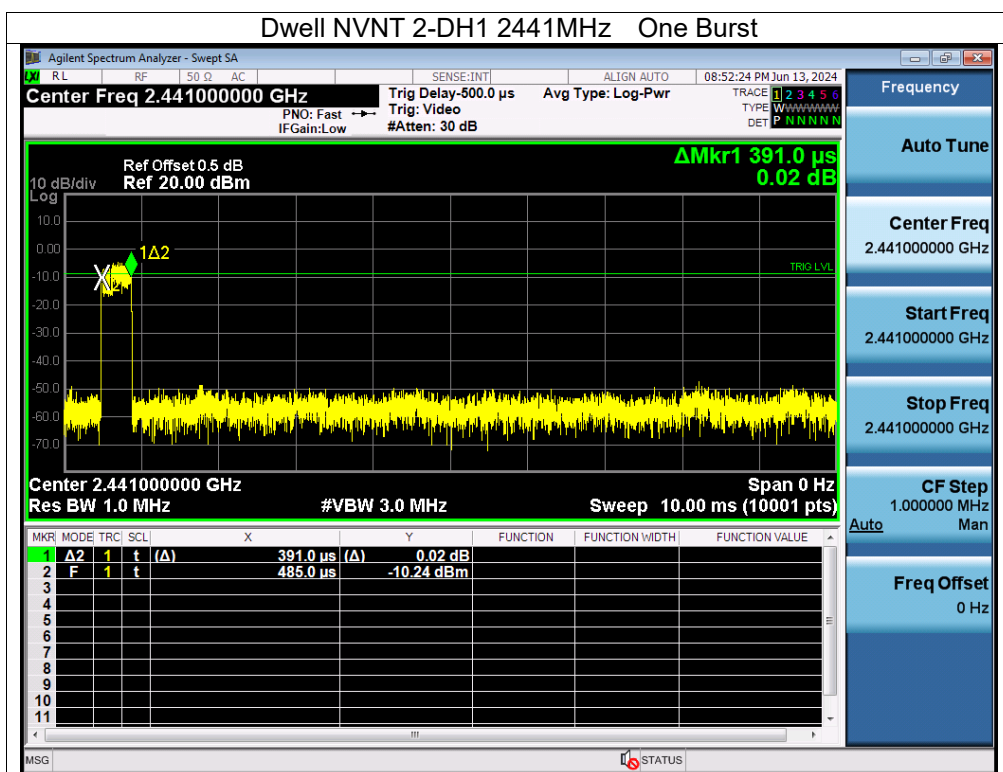 Dwell NVNT 2-DH1 2441MHz One Burst
Agilent Spectrum Analyzer - Swept SA
LXI RL RF 50 Ω AC SENSE:INT ALIGN AUTO 08:52:24 PM Jun 13, 2024
Center Freq 2.441000000 GHz Trig Delay-500.0 µs Avg Type: Log-Pwr TRACE 1 2 3 4 5 6
PNO: Fast Trig: Video TYPE WWWWWW
IFGain:Low #Atten: 30 dB DET P N N N N N
Frequency
Auto Tune
Center Freq
2.441000000 GHz
Start Freq
2.441000000 GHz
Stop Freq
2.441000000 GHz
CF Step
1.000000 MHz
Auto Man
Freq Offset
0 Hz
ΔMkr1 391.0 µs
0.02 dB
Ref Offset 0.5 dB
10 dB/div Ref 20.00 dBm
Log
10.0
0.00
-10.0
-20.0
-30.0
-40.0
-50.0
-60.0
-70.0
1Δ2
X2
TRIG LVL
Center 2.441000000 GHz Span 0 Hz
Res BW 1.0 MHz #VBW 3.0 MHz Sweep 10.00 ms (10001 pts)
MKR MODE TRC SCL X Y FUNCTION FUNCTION WIDTH FUNCTION VALUE
1 Δ2 1 t (Δ) 391.0 µs (Δ) 0.02 dB
2 F 1 t 485.0 µs -10.24 dBm
3
4
5
6
7
8
9
10
11
MSG STATUS